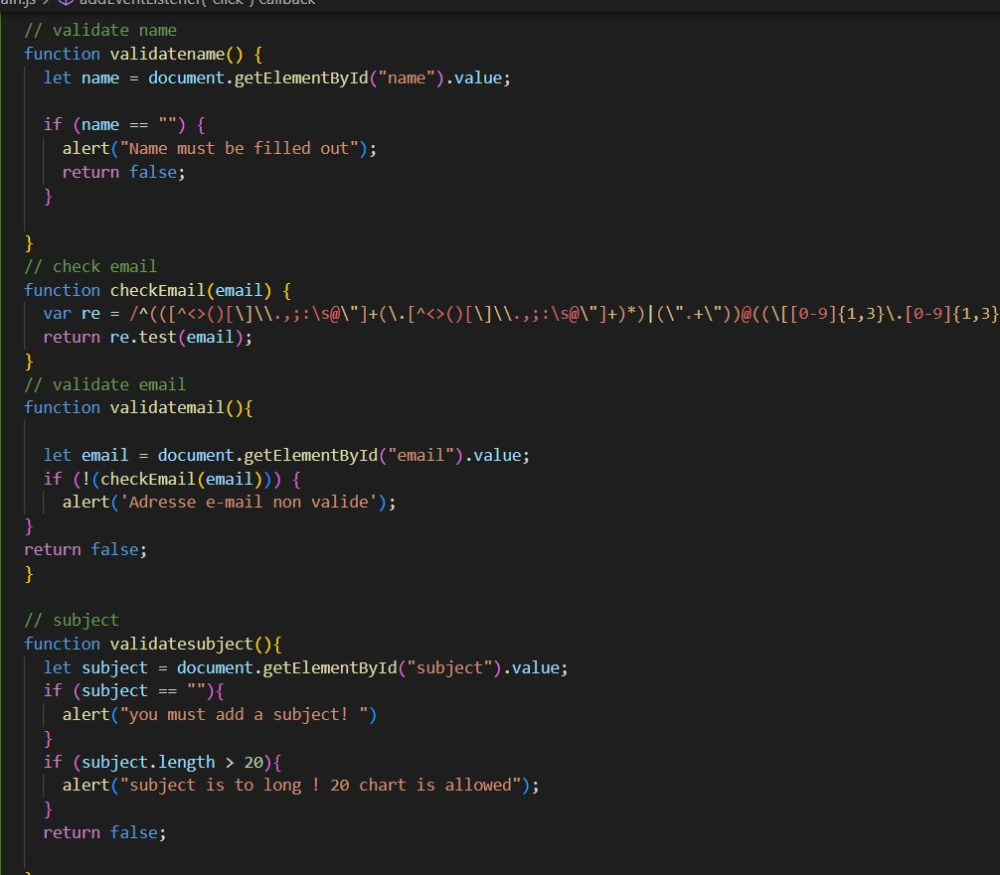 ain.js > addEventListener("click") callback
// validate name
function validatename() {
let name = document.getElementById("name").value;
if (name == "") {
alert("Name must be filled out");
return false;
}
}
// check email
function checkEmail(email) {
var re = /^(([^<>()[\]\\.,;:\s@\"]+(\.[^<>()[\]\\.,;:\s@\"]+)*)|(\".+\"))@((\[[0-9]{1,3}\.[0-9]{1,3}
return re.test(email);
}
// validate email
function validatemail(){
let email = document.getElementById("email").value;
if (!(checkEmail(email))) {
alert('Adresse e-mail non valide');
}
return false;
}
// subject
function validatesubject(){
let subject = document.getElementById("subject").value;
if (subject == ""){
alert("you must add a subject! ")
}
if (subject.length > 20){
alert("subject is to long ! 20 chart is allowed");
}
return false;
}